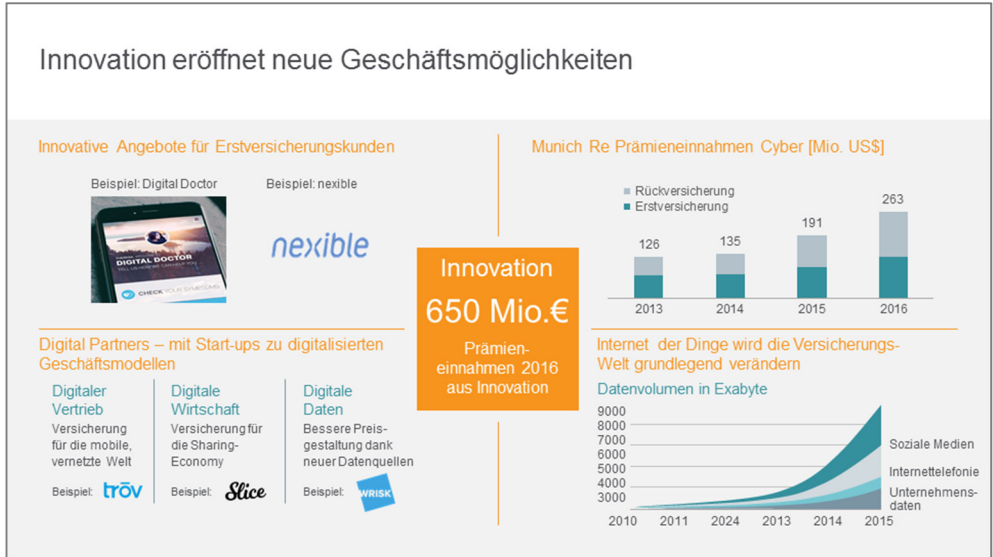 Innovation eröffnet neue Geschäftsmöglichkeiten
Innovative Angebote für Erstversicherungskunden
Beispiel: Digital Doctor
Beispiel: nexible
DIGITAL DOCTOR
CHECK YOUR SYMPTOMS
nexible
Munich Re Prämieneinnahmen Cyber [Mio. US$]
Rückversicherung
Erstversicherung
126
135
191
263
2013
2014
2015
2016
Innovation
650 Mio.€
Prämien-
einnahmen 2016
aus Innovation
Digital Partners – mit Start-ups zu digitalisierten
Geschäftsmodellen
Digitaler
Vertrieb
Versicherung
für die mobile,
vernetzte Welt
Beispiel: trōv
Digitale
Wirtschaft
Versicherung für
die Sharing-
Economy
Beispiel: Slice
Digitale
Daten
Bessere Preis-
gestaltung dank
neuer Datenquellen
Beispiel: WRISK
Internet der Dinge wird die Versicherungs-
Welt grundlegend verändern
Datenvolumen in Exabyte
9000
8000
7000
6000
5000
4000
3000
2010
2011
2024
2013
2014
2015
Soziale Medien
Internettelefonie
Unternehmens-
daten